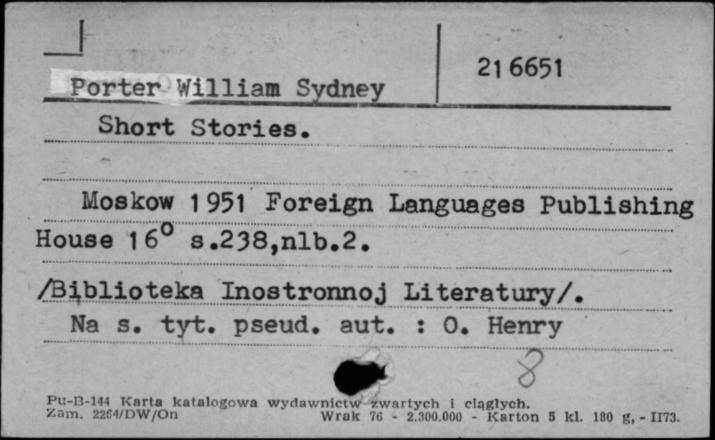 Porter William Sydney
21 6651
Short Stories.
Moskow 1951 Foreign Languages Publishing
House 16° s.238,nlb.2.
/Biblioteka Inostronnoj Literatury/.
Na s. tyt. pseud. aut. : O. Henry
8
Pu-B-144 Karta katalogowa wydawnictw zwartych i ciągłych.
Zam. 2264/DW/On Wrak 76 - 2.300.000 - Karton 5 kl. 180 g, - II73.